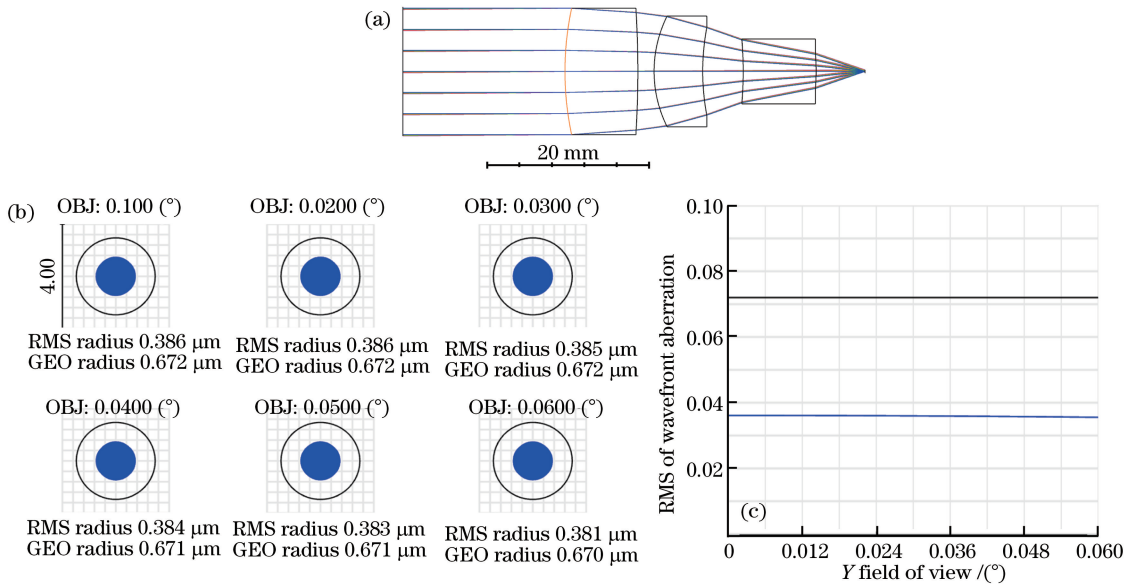 (a)
20 mm
(b)
OBJ: 0.100 (°)
OBJ: 0.0200 (°)
OBJ: 0.0300 (°)
4.00
RMS radius 0.386 μm
GEO radius 0.672 μm
RMS radius 0.386 μm
GEO radius 0.672 μm
RMS radius 0.385 μm
GEO radius 0.672 μm
OBJ: 0.0400 (°)
OBJ: 0.0500 (°)
OBJ: 0.0600 (°)
RMS radius 0.384 μm
GEO radius 0.671 μm
RMS radius 0.383 μm
GEO radius 0.671 μm
RMS radius 0.381 μm
GEO radius 0.670 μm
RMS of wavefront aberration
0.10
0.08
0.06
0.04
0.02
(c)
0
0.012
0.024
0.036
0.048
0.060
Y field of view /(°)